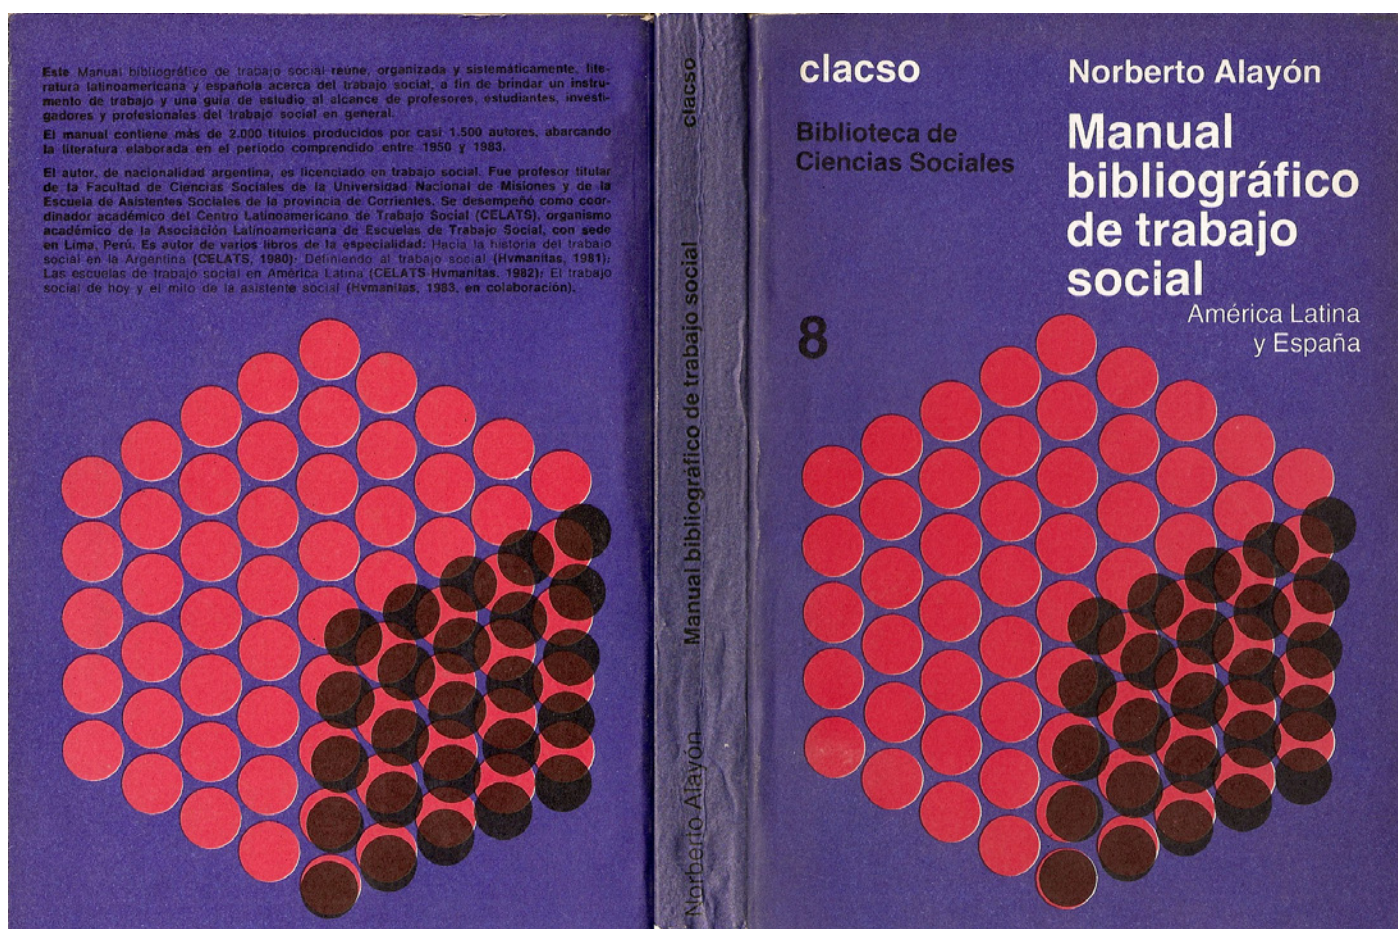 Este Manual bibliográfico de trabajo social reúne, organizada y sistemáticamente, lite-
ratura latinoamericana y española acerca del trabajo social, a fin de brindar un instru-
mento de trabajo y una guía de estudio al alcance de profesores, estudiantes, investi-
gadores y profesionales del trabajo social en general.
El manual contiene más de 2.000 títulos producidos por casi 1.500 autores, abarcando
la literatura elaborada en el período comprendido entre 1950 y 1983.
El autor, de nacionalidad argentina, es licenciado en trabajo social. Fue profesor titular
de la Facultad de Ciencias Sociales de la Universidad Nacional de Misiones y de la
Escuela de Asistentes Sociales de la provincia de Corrientes. Se desempeñó como coor-
dinador académico del Centro Latinoamericano de Trabajo Social (CELATS), organismo
académico de la Asociación Latinoamericana de Escuelas de Trabajo Social, con sede
en Lima, Perú. Es autor de varios libros de la especialidad: Hacia la historia del trabajo
social en la Argentina (CELATS, 1980); Definiendo al trabajo social (Hvmanitas, 1981);
Las escuelas de trabajo social en América Latina (CELATS-Hvmanitas, 1982); El trabajo
social de hoy y el mito de la asistente social (Hvmanitas, 1983, en colaboración).
Norberto Alayón Manual bibliográfico de trabajo social clacso
clacso
Biblioteca de
Ciencias Sociales
8
Norberto Alayón
Manual
bibliográfico
de trabajo
social
América Latina
y España